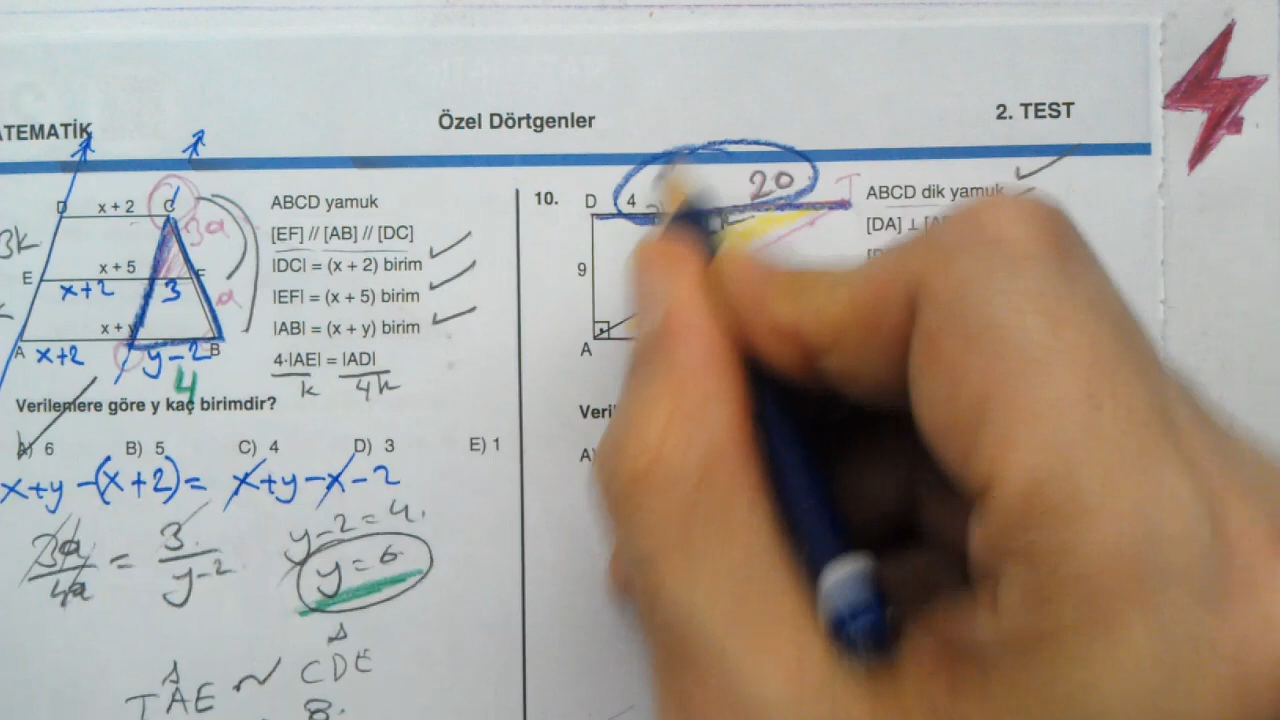 ATEMATİK
Özel Dörtgenler
2. TEST
D x + 2 C
3k
3a
E x + 5 F
x+2 3
a
A x + y B
x+2 y-2
4
ABCD yamuk
[EF] // [AB] // [DC]
|DC| = (x + 2) birim
|EF| = (x + 5) birim
|AB| = (x + y) birim
4·|AE| = |AD|
k 4k
Verilenlere göre y kaç birimdir?
A) 6 B) 5 C) 4 D) 3 E) 1
x+y-(x+2)= x+y-x-2
3a/4a = 3/y-2
y-2=4.
y=6
TAE ~ CDE
8.
10.
D 4 20 T
9
A
ABCD dik yamuk
[DA] ⊥
Veri
A)